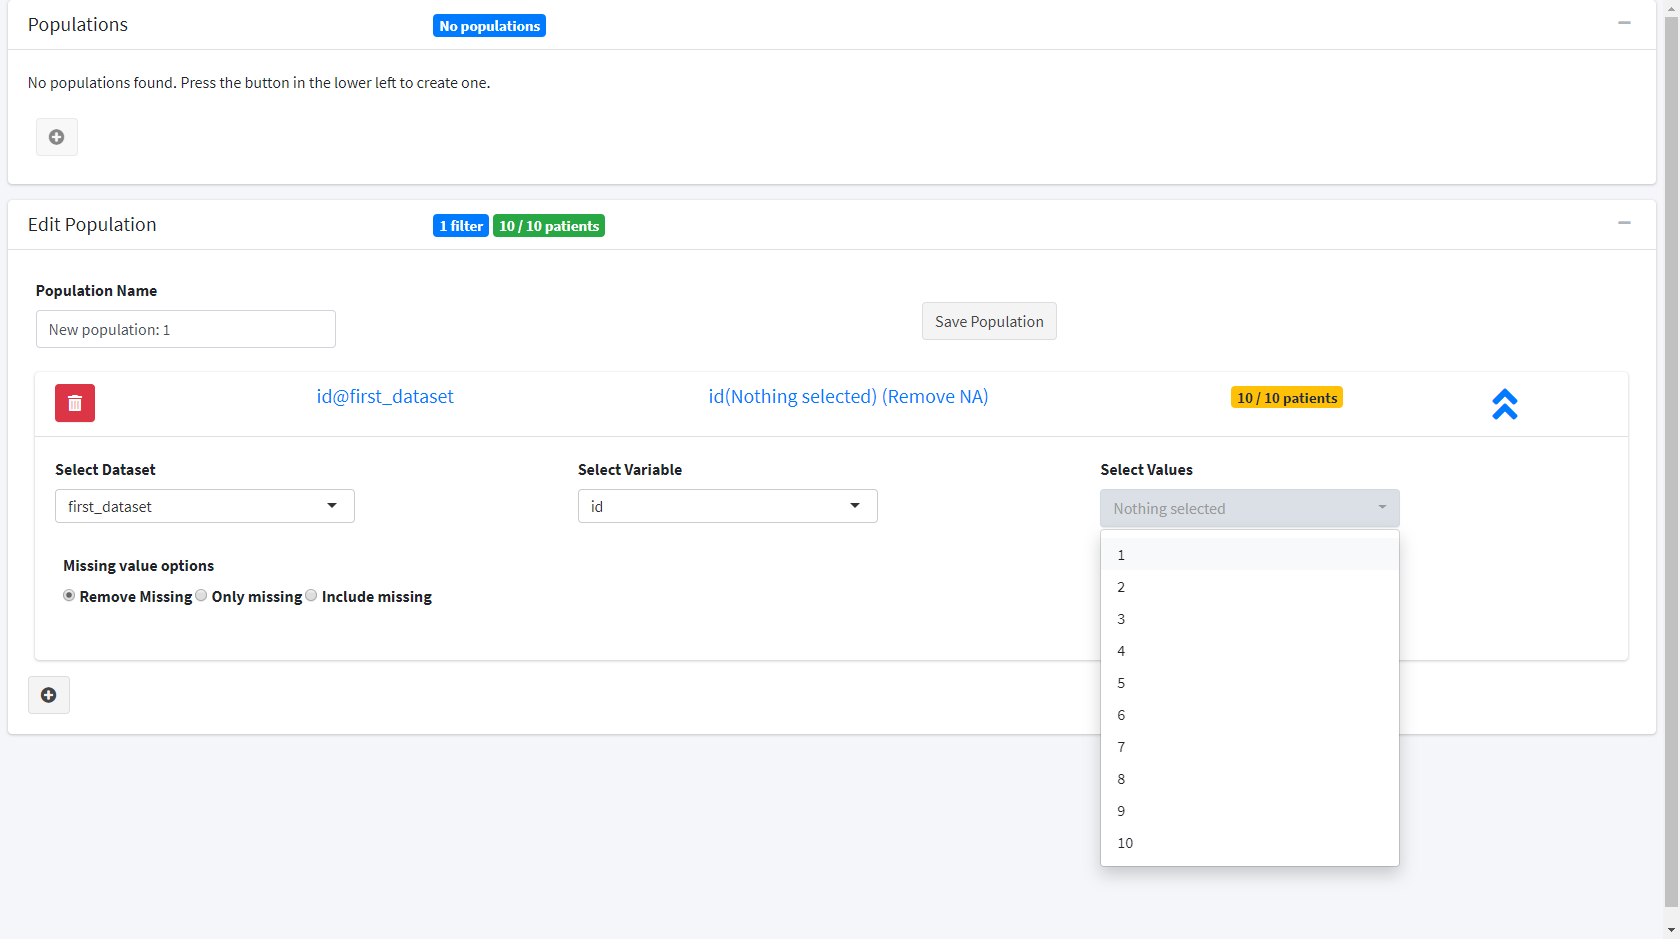 Populations No populations
No populations found. Press the button in the lower left to create one.
Edit Population 1 filter 10 / 10 patients
Population Name
New population: 1
Save Population
id@first_dataset id(Nothing selected) (Remove NA) 10 / 10 patients
Select Dataset Select Variable Select Values
first_dataset id Nothing selected
Missing value options
Remove Missing Only missing Include missing
1
2
3
4
5
6
7
8
9
10